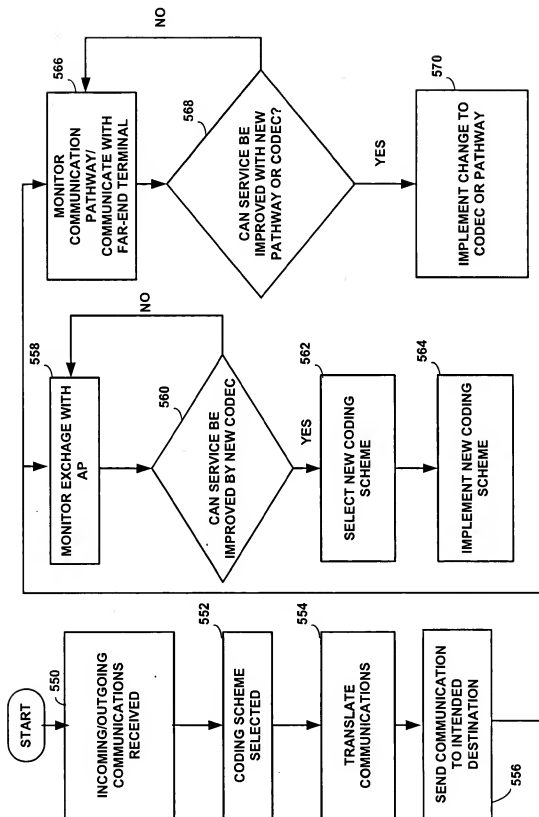 START
550
INCOMING/OUTGOING
COMMUNICATIONS
RECEIVED
552
CODING SCHEME
SELECTED
554
TRANSLATE
COMMUNICATIONS
SEND COMMUNICATION
TO INTENDED
DESTINATION
556
558
MONITOR EXCHAGE WITH
AP
NO
560
CAN SERVICE BE
IMPROVED BY NEW CODEC
YES
562
SELECT NEW CODING
SCHEME
564
IMPLEMENT NEW CODING
SCHEME
566
MONITOR
COMMUNICATION
PATHWAY/
COMMUNICATE WITH
FAR-END TERMINAL
NO
568
CAN SERVICE BE
IMPROVED WITH NEW
PATHWAY OR CODEC?
YES
570
IMPLEMENT CHANGE TO
CODEC OR PATHWAY